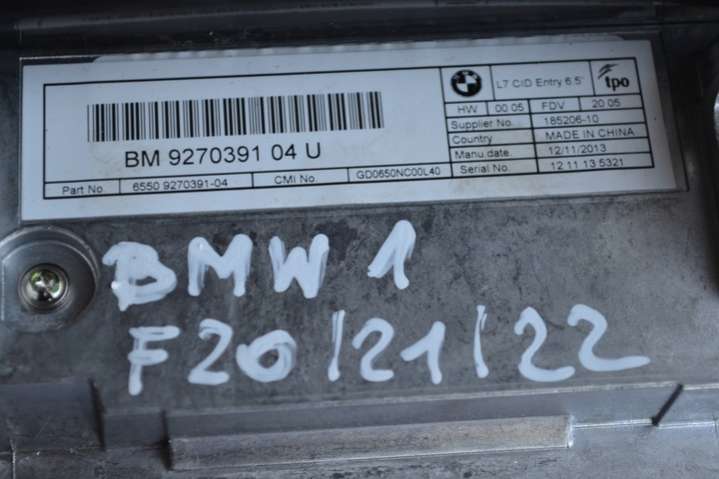 BMW
L7 CID Entry 6.5"
tpo
HW 00 05 FDV 20 05
Supplier No. 185206-10
Country MADE IN CHINA
Manu.date. 12/11/2013
Serial No. 12 11 13 5321
BM 9270391 04 U
Part No. 6550 9270391-04 CMI No. GD0650NC00L40
BMW 1
F20/21/22